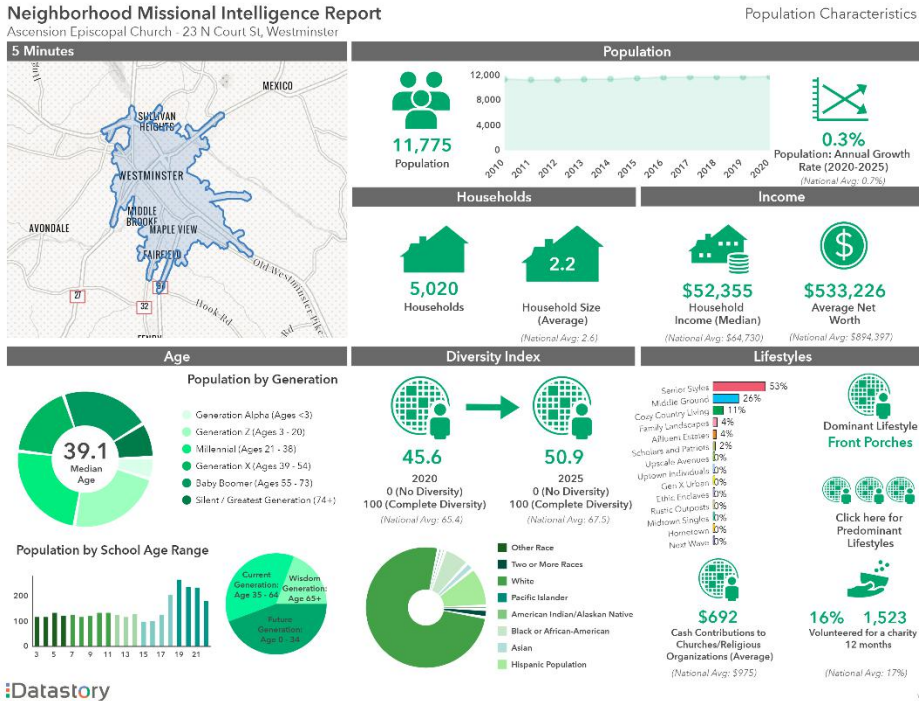 Neighborhood Missional Intelligence Report
Population Characteristics
Ascension Episcopal Church - 23 N Court St, Westminster
5 Minutes
MEXICO
SULLIVAN
HEIGHTS
WESTMINSTER
MIDDLE
BROOKE
MAPLE VIEW
AVONDALE
FAIRFIELD
Old Westminster Pike
27
32
Hook Rd
Rd
Population
12,000
8,000
4,000
0
2010
2011
2012
2013
2014
2015
2016
2017
2018
2019
2020
11,775
Population
0.3%
Population: Annual Growth
Rate (2020-2025)
(National Avg: 0.7%)
Households
5,020
Households
2.2
Household Size
(Average)
(National Avg: 2.6)
Income
$52,355
Household
Income (Median)
(National Avg: $64,730)
$
$533,226
Average Net
Worth
(National Avg: $894,397)
Age
Population by Generation
39.1
Median
Age
Generation Alpha (Ages <3)
Generation Z (Ages 3 - 20)
Millennial (Ages 21 - 38)
Generation X (Ages 39 - 54)
Baby Boomer (Ages 55 - 73)
Silent / Greatest Generation (74+)
Population by School Age Range
200
100
0
3
5
7
9
11
13
15
17
19
21
Current
Generation:
Age 35 - 64
Wisdom
Generation:
Age 65+
Future
Generation:
Age 0 - 34
Diversity Index
45.6
2020
0 (No Diversity)
100 (Complete Diversity)
(National Avg: 65.4)
50.9
2025
0 (No Diversity)
100 (Complete Diversity)
(National Avg: 67.5)
Other Race
Two or More Races
White
Pacific Islander
American Indian/Alaskan Native
Black or African-American
Asian
Hispanic Population
Lifestyles
Senior Styles 53%
Middle Ground 26%
Cozy Country Living 11%
Family Landscapes 4%
Affluent Estates 4%
Scholars and Patriots 2%
Upscale Avenues 0%
Uptown Individuals 0%
Gen X Urban 0%
Ethic Enclaves 0%
Rustic Outposts 0%
Midtown Singles 0%
Hometown 0%
Next Wave 0%
Dominant Lifestyle
Front Porches
Click here for
Predominant
Lifestyles
$692
Cash Contributions to
Churches/Religious
Organizations (Average)
(National Avg: $975)
16% 1,523
Volunteered for a charity
12 months
(National Avg: 17%)
Datastory